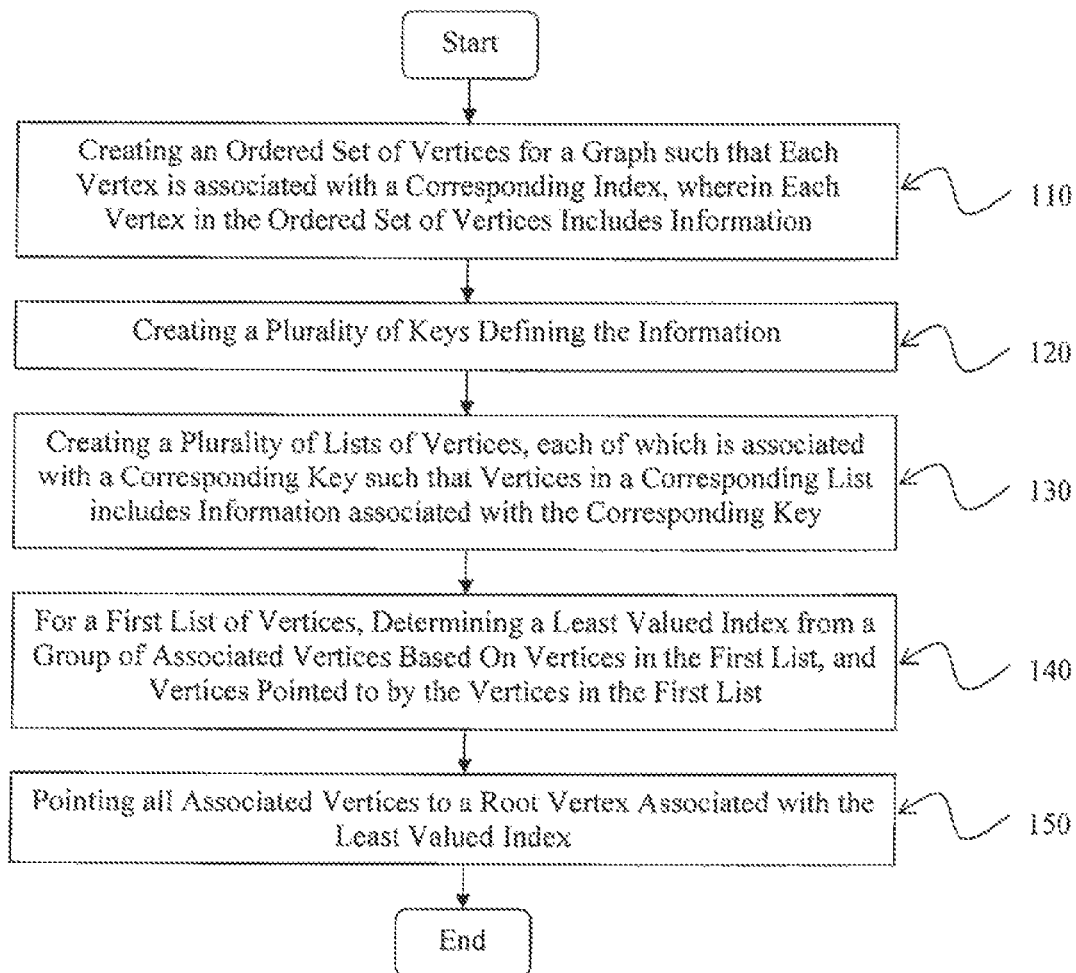 Start
Creating an Ordered Set of Vertices for a Graph such that Each
Vertex is associated with a Corresponding Index, wherein Each
Vertex in the Ordered Set of Vertices Includes Information
110
Creating a Plurality of Keys Defining the Information
120
Creating a Plurality of Lists of Vertices, each of which is associated
with a Corresponding Key such that Vertices in a Corresponding List
includes Information associated with the Corresponding Key
130
For a First List of Vertices, Determining a Least Valued Index from a
Group of Associated Vertices Based On Vertices in the First List, and
Vertices Pointed to by the Vertices in the First List
140
Pointing all Associated Vertices to a Root Vertex Associated with the
Least Valued Index
150
End